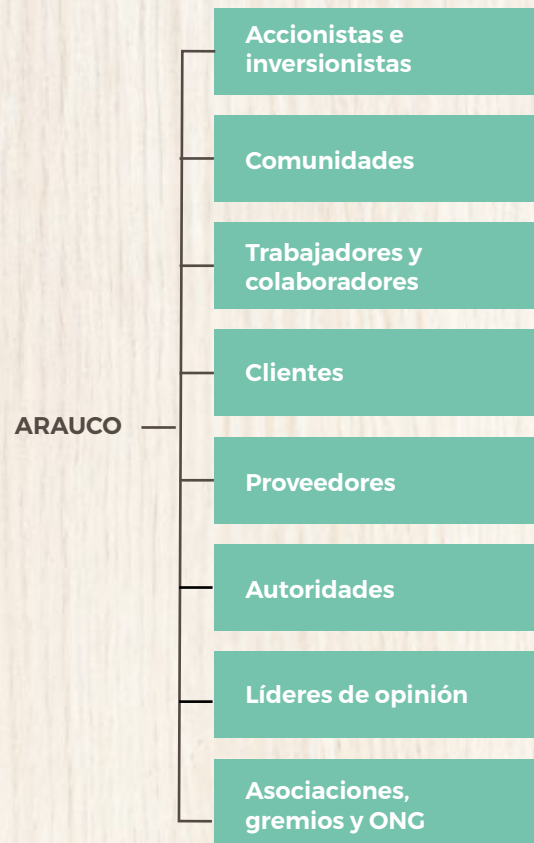 Accionistas e
inversionistas
Comunidades
Trabajadores y
colaboradores
Clientes
ARAUCO
Proveedores
Autoridades
Líderes de opinión
Asociaciones,
gremios y ONG